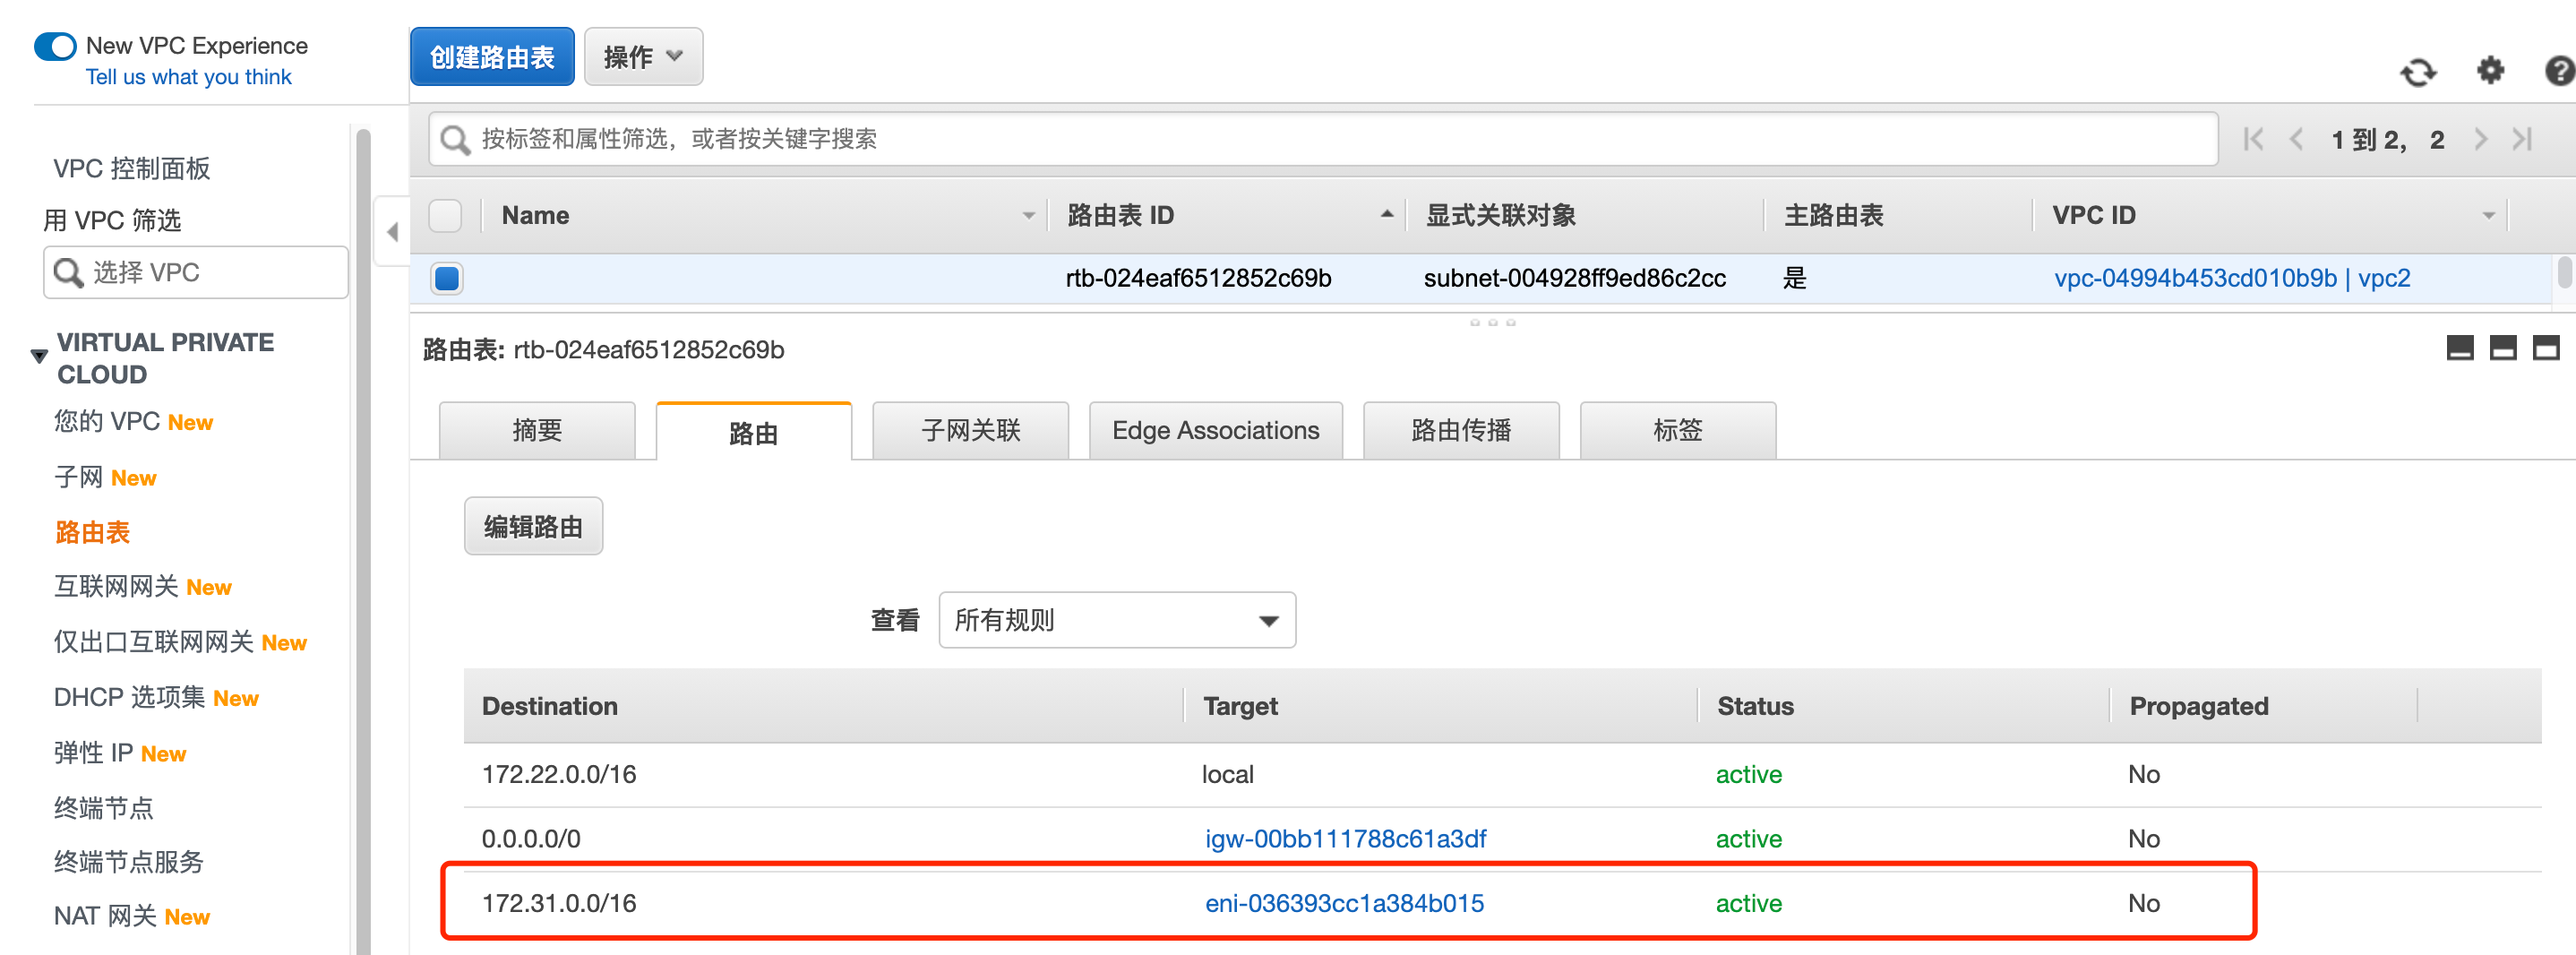 New VPC Experience
Tell us what you think
VPC 控制面板
用 VPC 筛选
选择 VPC
VIRTUAL PRIVATE
CLOUD
您的 VPC New
子网 New
路由表
互联网网关 New
仅出口互联网网关 New
DHCP 选项集 New
弹性 IP New
终端节点
终端节点服务
NAT 网关 New
创建路由表 操作
按标签和属性筛选，或者按关键字搜索 1 到 2， 2
Name 路由表 ID 显式关联对象 主路由表 VPC ID
rtb-024eaf6512852c69b subnet-004928ff9ed86c2cc 是 vpc-04994b453cd010b9b | vpc2
路由表: rtb-024eaf6512852c69b
摘要 路由 子网关联 Edge Associations 路由传播 标签
编辑路由
查看 所有规则
Destination Target Status Propagated
172.22.0.0/16 local active No
0.0.0.0/0 igw-00bb111788c61a3df active No
172.31.0.0/16 eni-036393cc1a384b015 active No